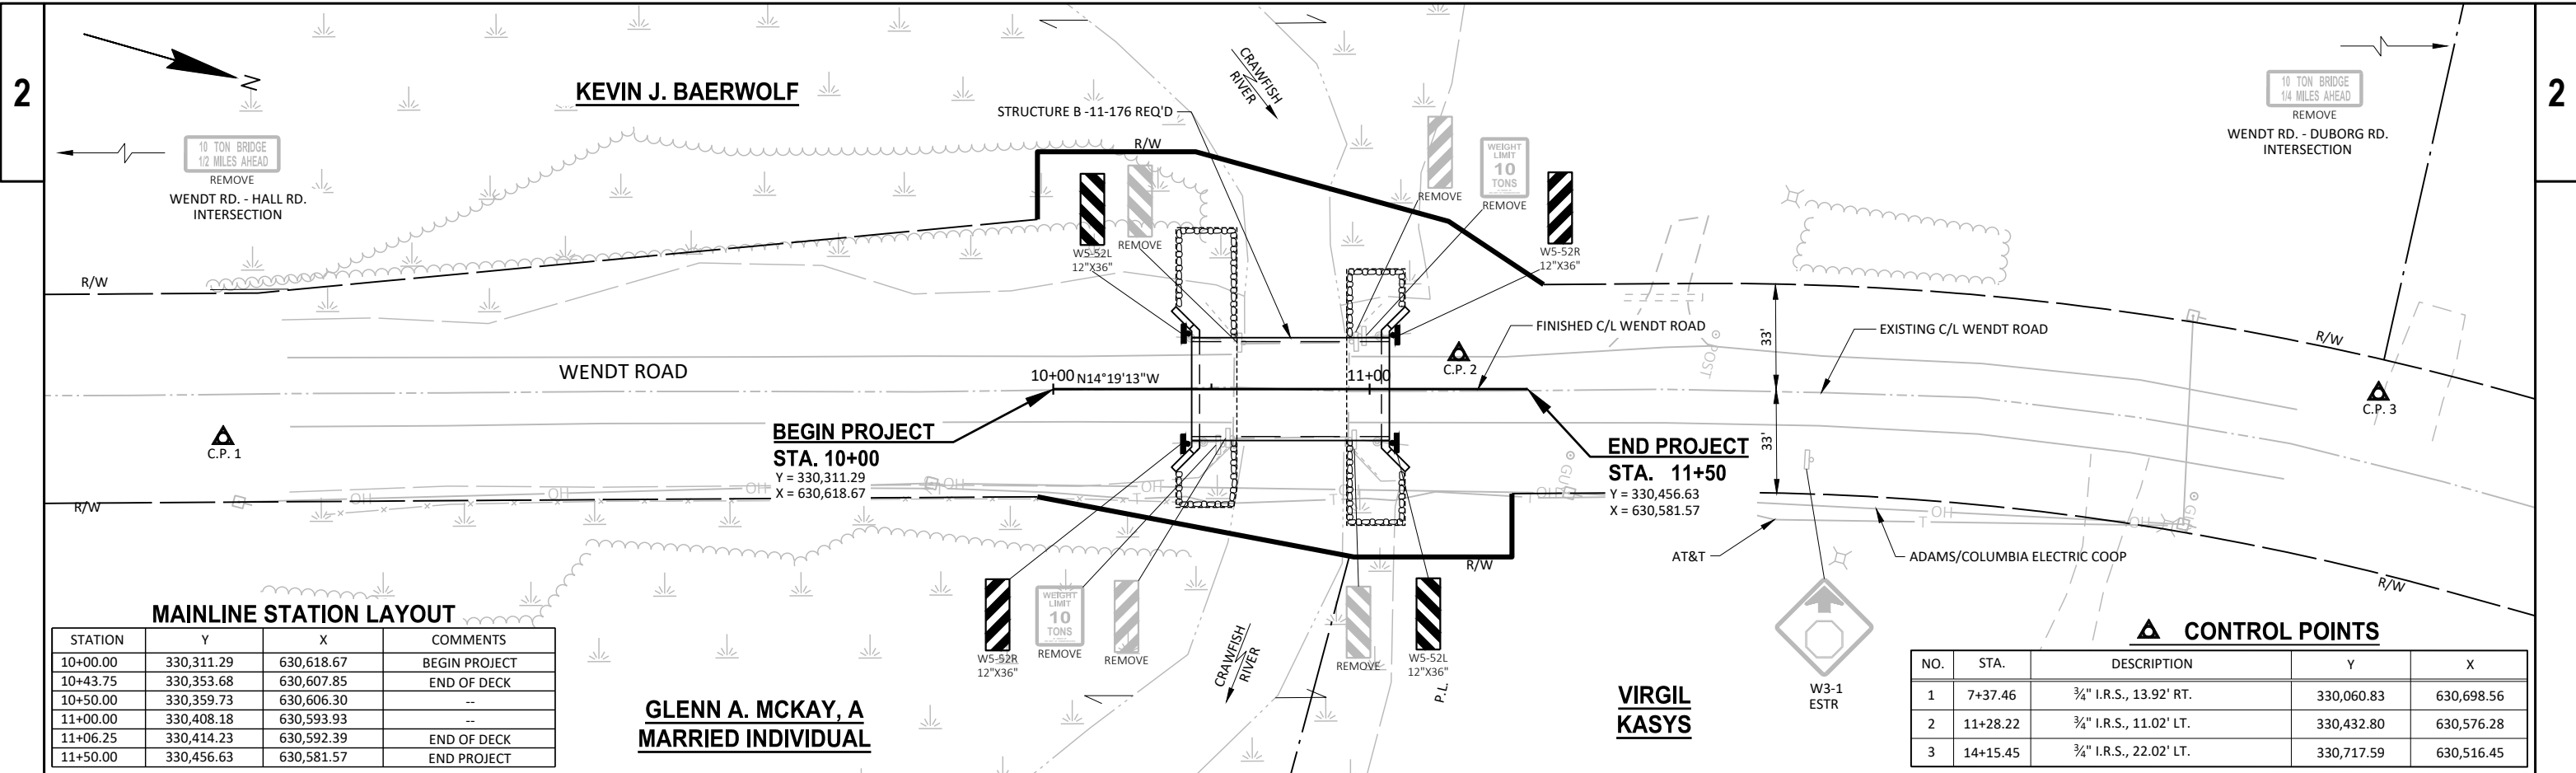 2
N
KEVIN J. BAERWOLF
CRAWFISH
RIVER
STRUCTURE B -11-176 REQ'D
2
10 TON BRIDGE
1/2 MILES AHEAD
REMOVE
WENDT RD. - HALL RD.
INTERSECTION
10 TON BRIDGE
1/4 MILES AHEAD
REMOVE
WENDT RD. - DUBORG RD.
INTERSECTION
R/W
WEIGHT
LIMIT
10
TONS
REMOVE
REMOVE
REMOVE
W5-52L
12"X36"
W5-52R
12"X36"
R/W
FINISHED C/L WENDT ROAD
EXISTING C/L WENDT ROAD
33'
R/W
POST
WENDT ROAD
10+00
N14°19'13"W
11+00
C.P. 2
C.P. 3
C.P. 1
BEGIN PROJECT
STA. 10+00
Y = 330,311.29
X = 630,618.67
END PROJECT
STA. 11+50
Y = 330,456.63
X = 630,581.57
33'
R/W
OH
OH
OH
OH
T
T
OH
OH
GUY
T
OH
OH
GUY
AT&T
ADAMS/COLUMBIA ELECTRIC COOP
R/W
R/W
W5-52R
12"X36"
WEIGHT
LIMIT
10
TONS
REMOVE
REMOVE
REMOVE
W5-52L
12"X36"
P.L.
CRAWFISH
RIVER
W3-1
ESTR
GLENN A. MCKAY, A
MARRIED INDIVIDUAL
VIRGIL
KASYS
MAINLINE STATION LAYOUT
STATION Y X COMMENTS
10+00.00 330,311.29 630,618.67 BEGIN PROJECT
10+43.75 330,353.68 630,607.85 END OF DECK
10+50.00 330,359.73 630,606.30 --
11+00.00 330,408.18 630,593.93 --
11+06.25 330,414.23 630,592.39 END OF DECK
11+50.00 330,456.63 630,581.57 END PROJECT
CONTROL POINTS
NO. STA. DESCRIPTION Y X
1 7+37.46 ¾" I.R.S., 13.92' RT. 330,060.83 630,698.56
2 11+28.22 ¾" I.R.S., 11.02' LT. 330,432.80 630,576.28
3 14+15.45 ¾" I.R.S., 22.02' LT. 330,717.59 630,516.45